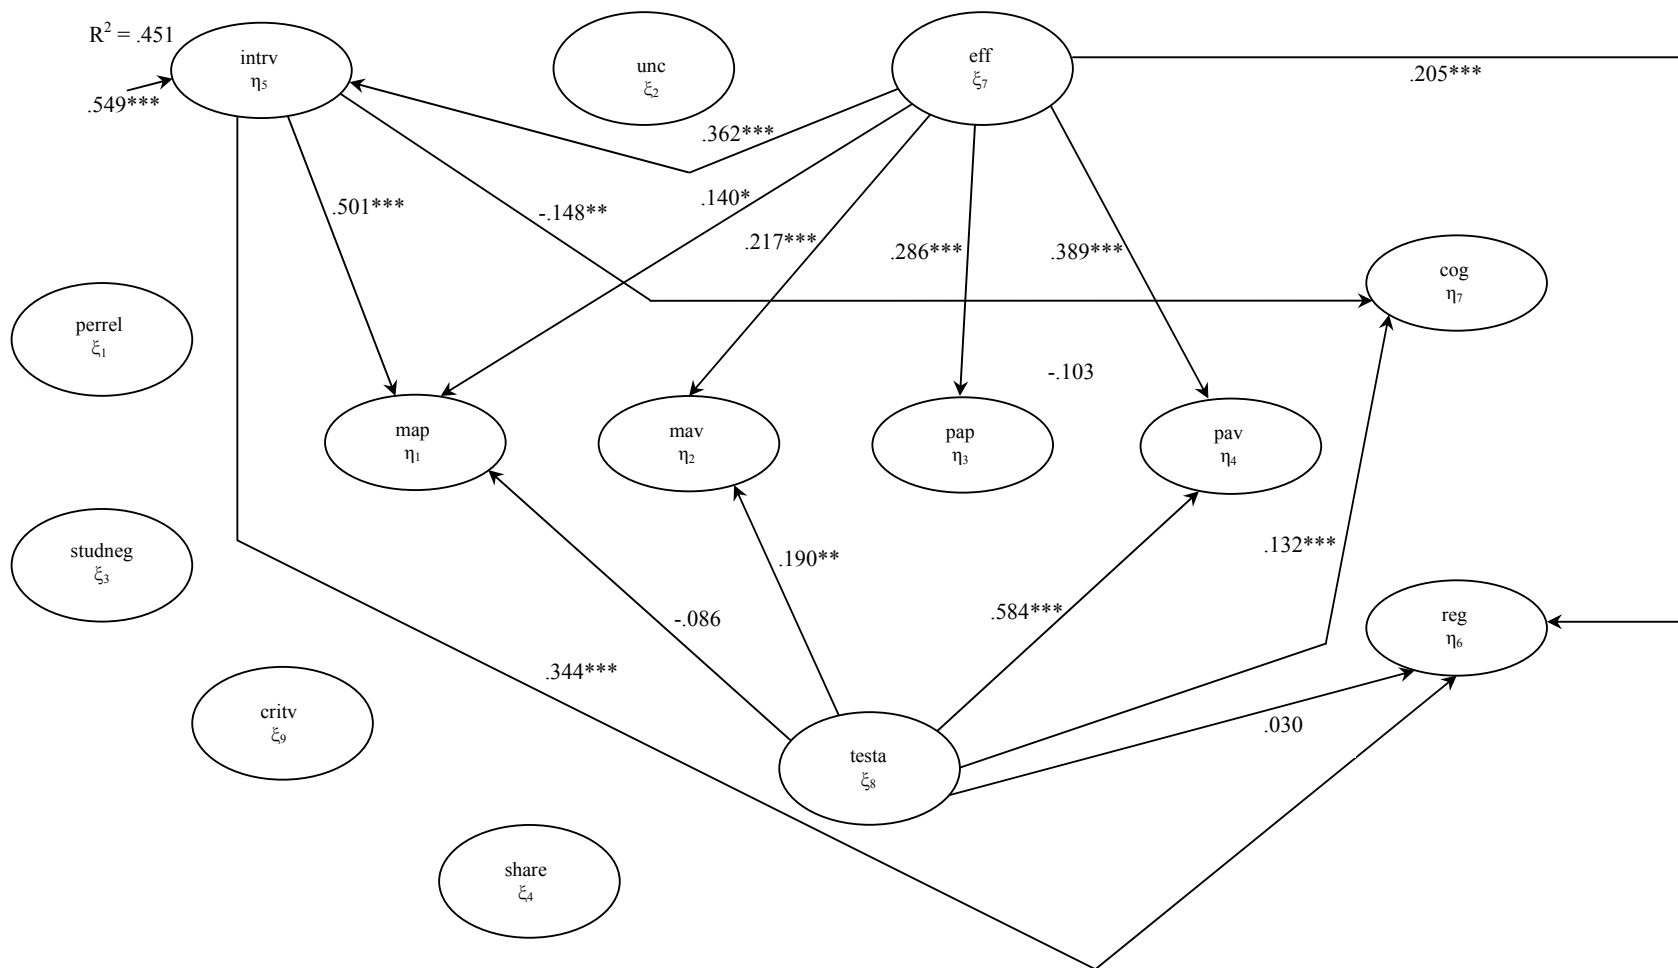 R² = .451
intrv
η₅
.549***
unc
ξ₂
eff
ξ₇
.205***
.362***
.501***
-.148**
.140*
.217***
.286***
.389***
cog
η₇
perrel
ξ₁
-.103
map
η₁
mav
η₂
pap
η₃
pav
η₄
studneg
ξ₃
.190**
.132***
-.086
.584***
reg
η₆
.344***
critv
ξ₉
.030
testa
ξ₈
share
ξ₄